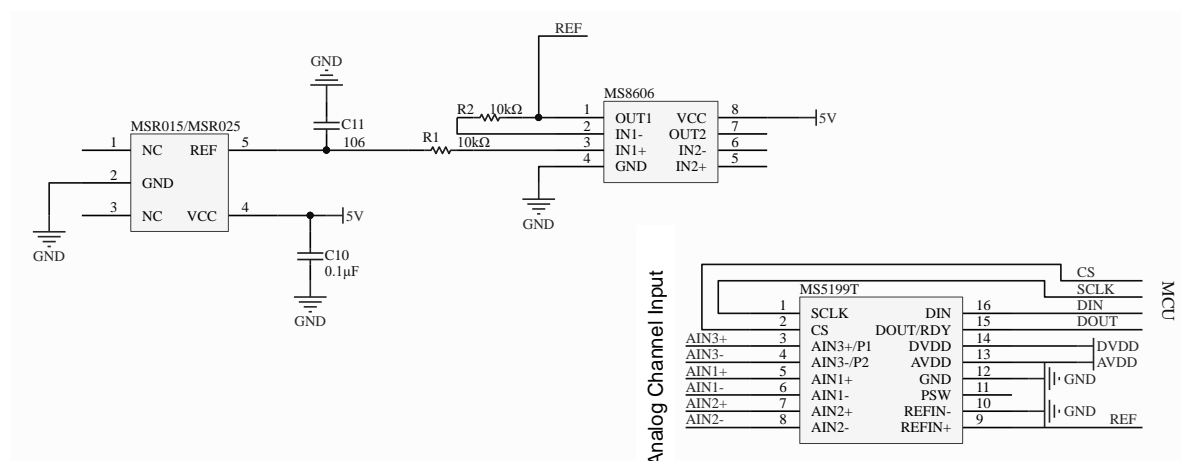 REF
GND
MS8606
R2 10kΩ
1 OUT1 VCC 8 5V
2 IN1- OUT2 7
3 IN1+ IN2- 6
4 GND IN2+ 5
GND
MSR015/MSR025
C11
106
R1 10kΩ
1 NC REF 5
2 GND
3 NC VCC 4 5V
GND
C10
0.1μF
GND
Analog Channel Input
MCU
MS5199T
CS
SCLK
DIN
DOUT
1 SCLK DIN 16
2 CS DOUT/RDY 15
AIN3+ 3 AIN3+/P1 DVDD 14 DVDD
AIN3- 4 AIN3-/P2 AVDD 13 AVDD
AIN1+ 5 AIN1+ GND 12 GND
AIN1- 6 AIN1- PSW 11
AIN2+ 7 AIN2+ REFIN- 10 GND
AIN2- 8 AIN2- REFIN+ 9 REF